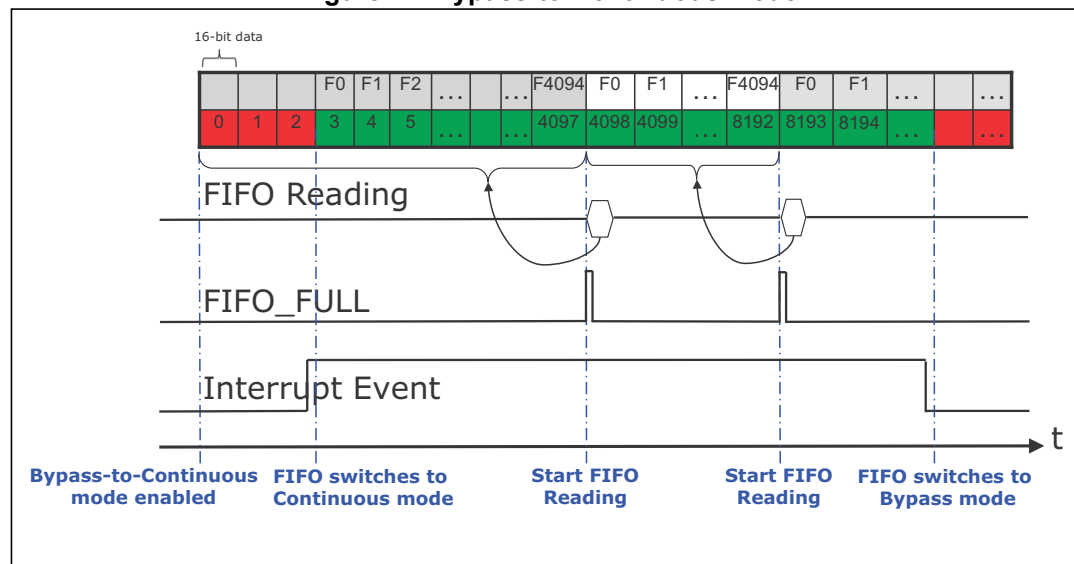 16-bit data
F0 F1 F2 ... ... F4094 F0 F1 ... F4094 F0 F1 ... ...
0 1 2 3 4 5 ... ... 4097 4098 4099 ... 8192 8193 8194 ... ...
FIFO Reading
FIFO_FULL
Interrupt Event
t
Bypass-to-Continuous
mode enabled
FIFO switches to
Continuous mode
Start FIFO
Reading
Start FIFO
Reading
FIFO switches to
Bypass mode